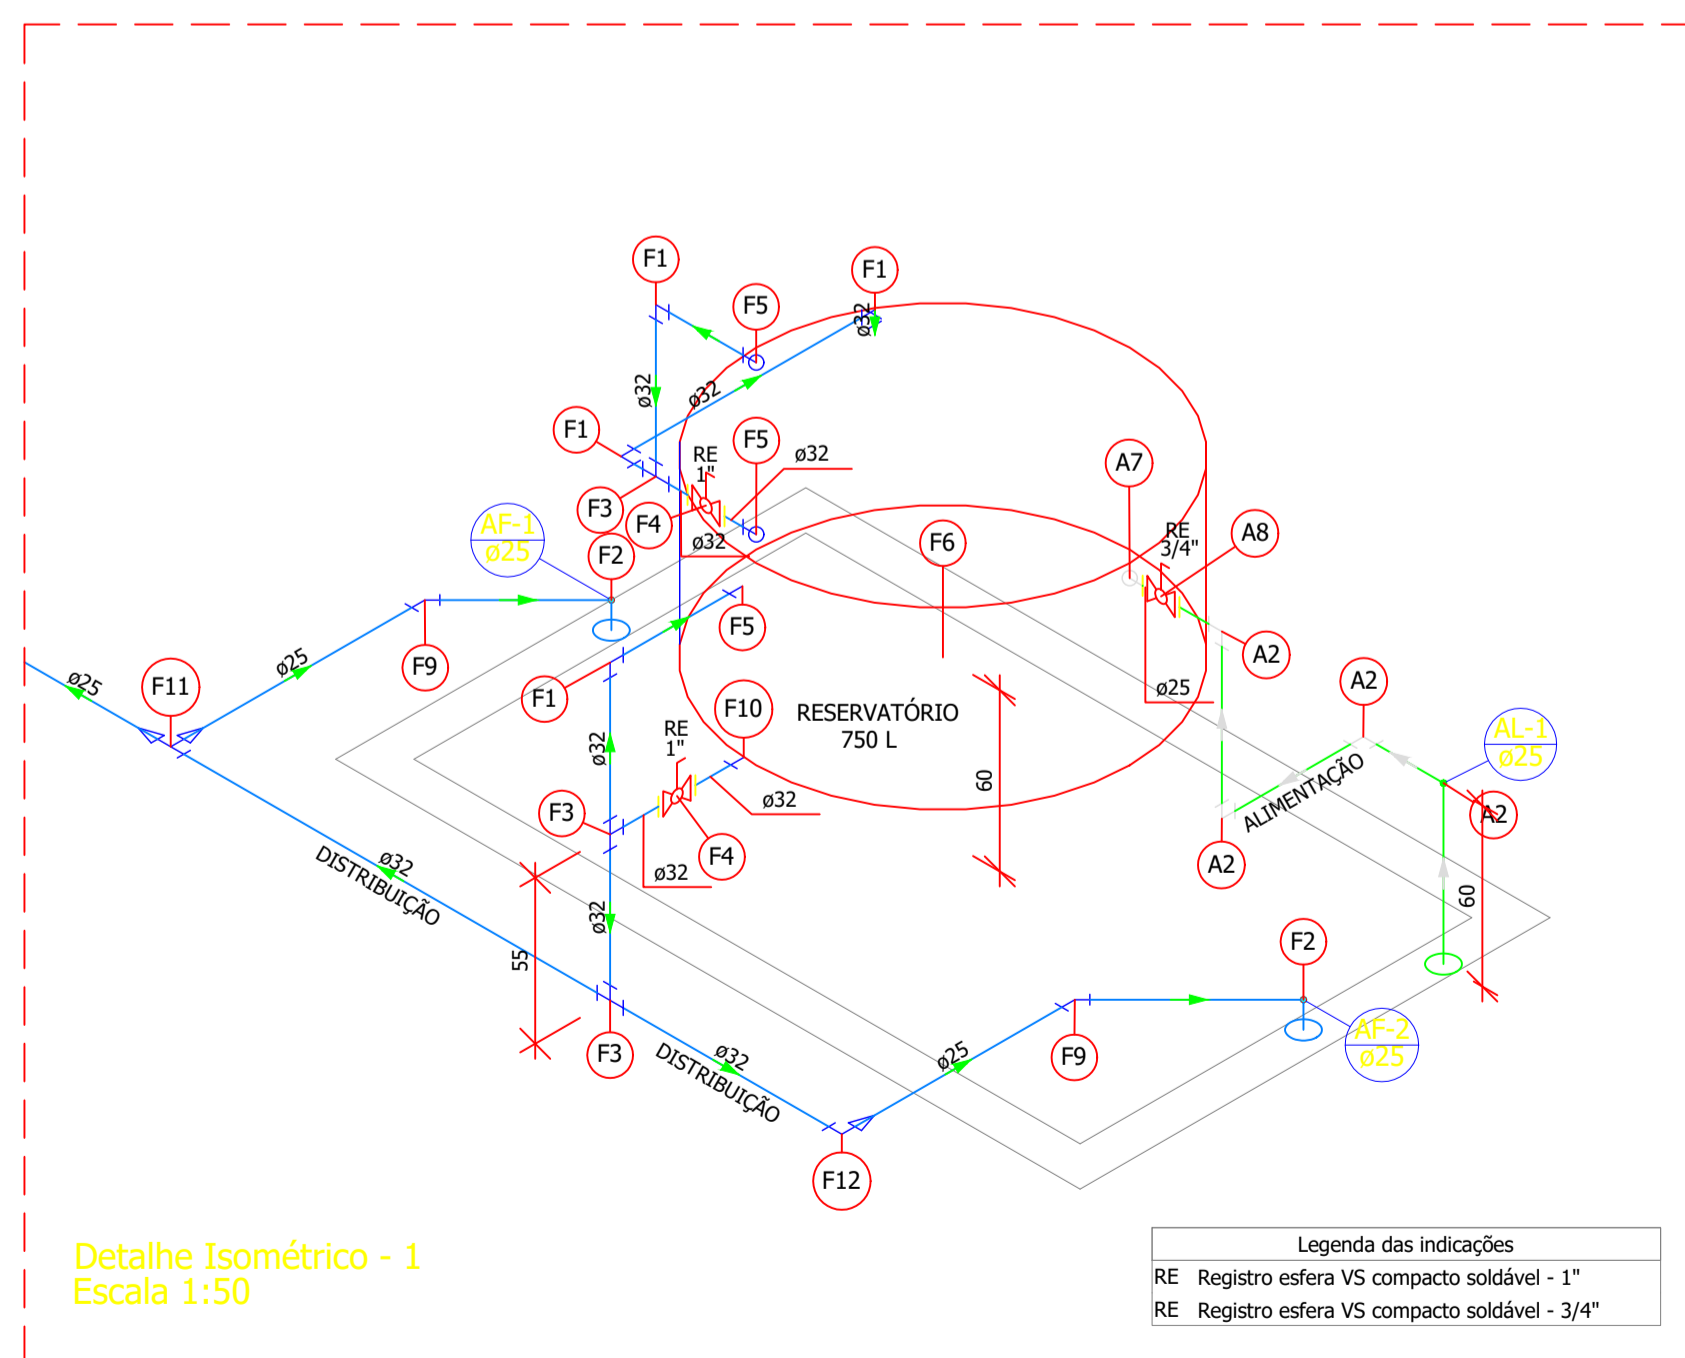 F1
F1
F5
ø32
ø32
ø32
F1
F5
RE
1"
ø32
A7
F3
F4
AF-1
ø25
F2
ø32
F6
RE
3/4"
A8
F5
F9
ø25
ø25
F11
F1
F10
RESERVATÓRIO
750 L
ø25
A2
A2
AL-1
ø25
RE
1"
ø32
60
ø32
ALIMENTAÇÃO
A2
F3
F4
A2
ø32
DISTRIBUIÇÃO
ø32
ø32
60
55
F2
F3
DISTRIBUIÇÃO
ø32
ø25
F9
AF-2
ø25
F12
Detalhe Isométrico - 1
Escala 1:50
Legenda das indicações
RE Registro esfera VS compacto soldável - 1"
RE Registro esfera VS compacto soldável - 3/4"